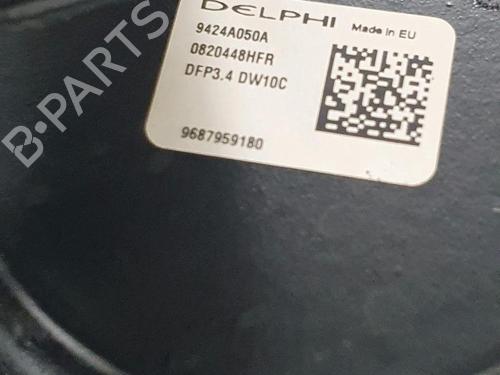 DELPHI
Made in EU
9424A050A
0820448HFR
DFP3.4 DW10C
9687959180
B-PARTS